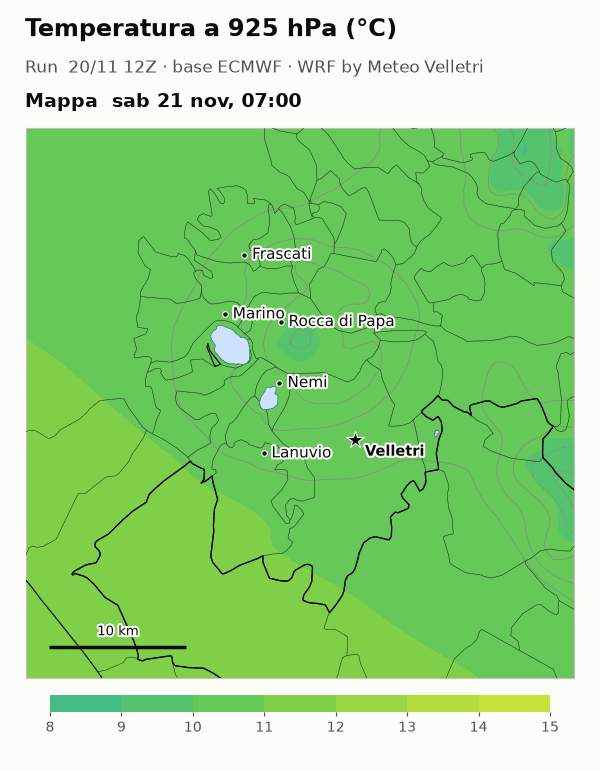 Temperatura a 925 hPa (°C)
Run  20/11 12Z · base ECMWF · WRF by Meteo Velletri
Mappa  sab 21 nov, 07:00
Frascati
Marino
Rocca di Papa
Nemi
Velletri
Lanuvio
10 km
8 9 10 11 12 13 14 15